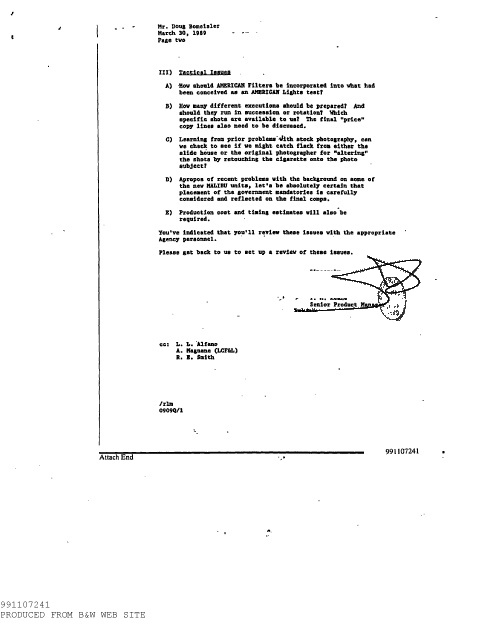 Mr. Doug Bomeisler
March 30, 1989
Page two
III) Tactical Issues
A) How should AMERICAN Filters be incorporated into what had
been conceived as an AMERICAN Lights test?
B) How many different executions should be prepared? And
should they run in succession or rotation? Which
specific shots are available to us? The final "price"
copy lines also need to be discussed.
C) Learning from prior problems with stock photography, can
we check to see if we might catch flack from either the
slide house or the original photographer for "altering"
the shots by retouching the cigarette onto the photo
subject?
D) Apropos of recent problems with the background on some of
the new MALIBU units, let's be absolutely certain that
placement of the government mandatories is carefully
considered and reflected on the final comps.
E) Production cost and timing estimates will also be
required.
You've indicated that you'll review these issues with the appropriate
Agency personnel.
Please get back to us to set up a review of these issues.
Senior Product Manager
cc: L. L. Alfano
A. Magnane (LCF&L)
R. E. Smith
/rlm
0909Q/1
991107241
Attach End
991107241
PRODUCED FROM B&W WEB SITE